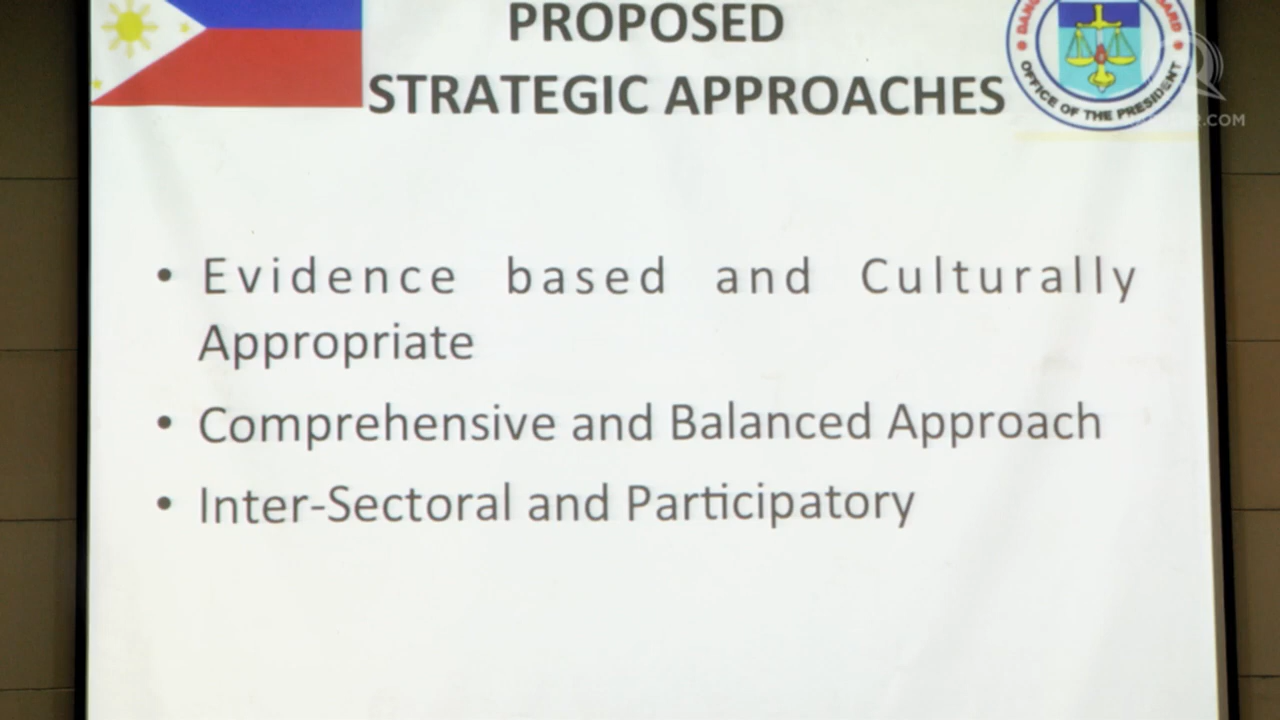 PROPOSED
STRATEGIC APPROACHES
OFFICE OF THE PRESIDENT
• Evidence based and Culturally
Appropriate
• Comprehensive and Balanced Approach
• Inter-Sectoral and Participatory